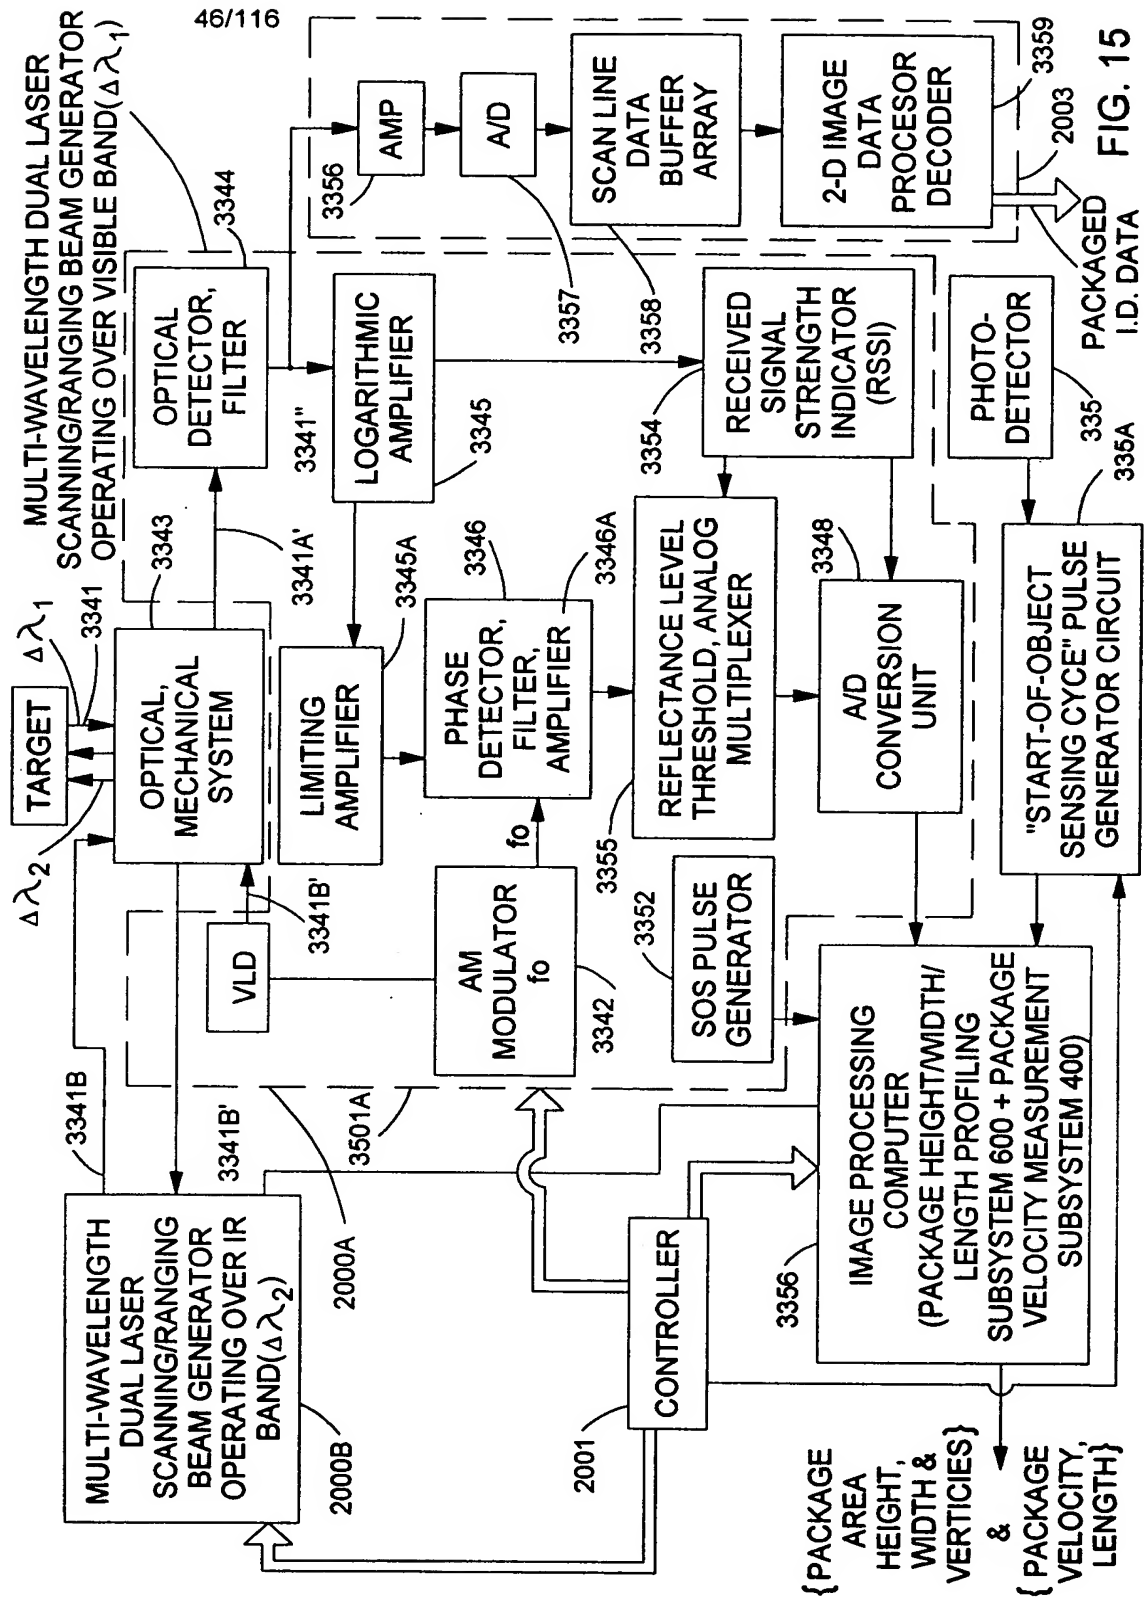 46/116
MULTI-WAVELENGTH DUAL LASER
SCANNING/RANGING BEAM GENERATOR
OPERATING OVER VISIBLE BAND(Δλ1)
TARGET
Δλ1
3341
Δλ2
3343
OPTICAL,
MECHANICAL
SYSTEM
3341A'
OPTICAL
DETECTOR,
FILTER
3344
3341B
MULTI-WAVELENGTH
DUAL LASER
SCANNING/RANGING
BEAM GENERATOR
OPERATING OVER IR
BAND(Δλ2)
2000B
3341B'
2000A
3501A
VLD
3341B'
LIMITING
AMPLIFIER
3345A
3341"
LOGARITHMIC
AMPLIFIER
3345
3356
AMP
A/D
3357
SCAN LINE
DATA
BUFFER
ARRAY
3358
2-D IMAGE
DATA
PROCESOR
DECODER
3359
2003
PACKAGED
I.D. DATA
AM
MODULATOR
fo
3342
fo
PHASE
DETECTOR,
FILTER,
AMPLIFIER
3346
3346A
3354
RECEIVED
SIGNAL
STRENGTH
INDICATOR
(RSSI)
3355
REFLECTANCE LEVEL
THRESHOLD, ANALOG
MULTIPLEXER
3352
SOS PULSE
GENERATOR
A/D
CONVERSION
UNIT
3348
PHOTO-
DETECTOR
335
335A
"START-OF-OBJECT
SENSING CYCE" PULSE
GENERATOR CIRCUIT
2001
CONTROLLER
3356
IMAGE PROCESSING
COMPUTER
(PACKAGE HEIGHT/WIDTH/
LENGTH PROFILING
SUBSYSTEM 600 + PACKAGE
VELOCITY MEASUREMENT
SUBSYSTEM 400)
{PACKAGE
AREA
HEIGHT,
WIDTH &
VERTICIES}
&
{ PACKAGE
VELOCITY,
LENGTH}
FIG. 15